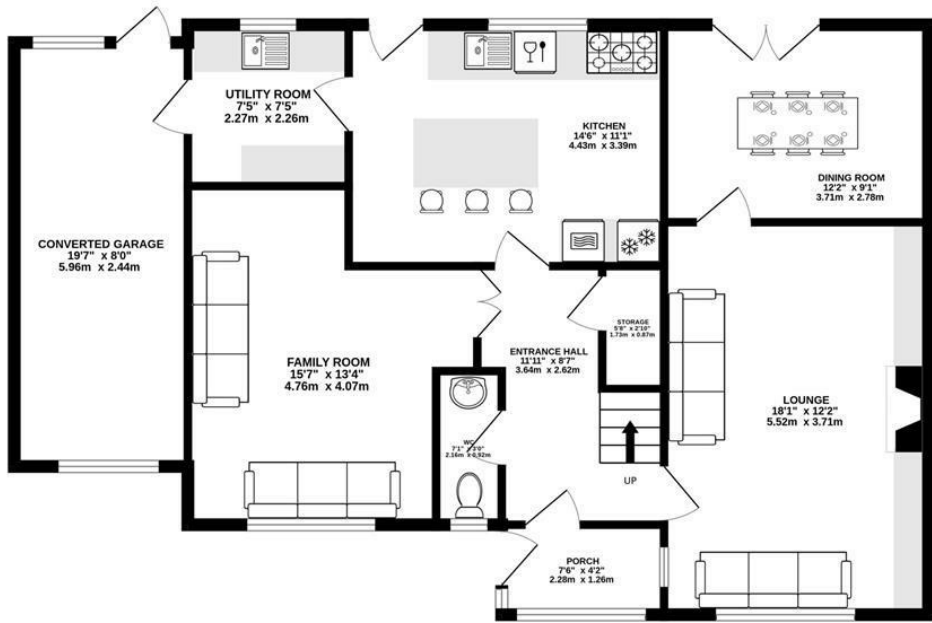 UTILITY ROOM
7'5" x 7'5"
2.27m x 2.26m
KITCHEN
14'6" x 11'1"
4.43m x 3.39m
DINING ROOM
12'2" x 9'1"
3.71m x 2.78m
CONVERTED GARAGE
19'7" x 8'0"
5.96m x 2.44m
STORAGE
5'8" x 2'10"
1.73m x 0.87m
ENTRANCE HALL
11'11" x 8'7"
3.64m x 2.62m
FAMILY ROOM
15'7" x 13'4"
4.76m x 4.07m
LOUNGE
18'1" x 12'2"
5.52m x 3.71m
WC
7'1" x 3'0"
2.16m x 0.92m
UP
PORCH
7'6" x 4'2"
2.28m x 1.26m